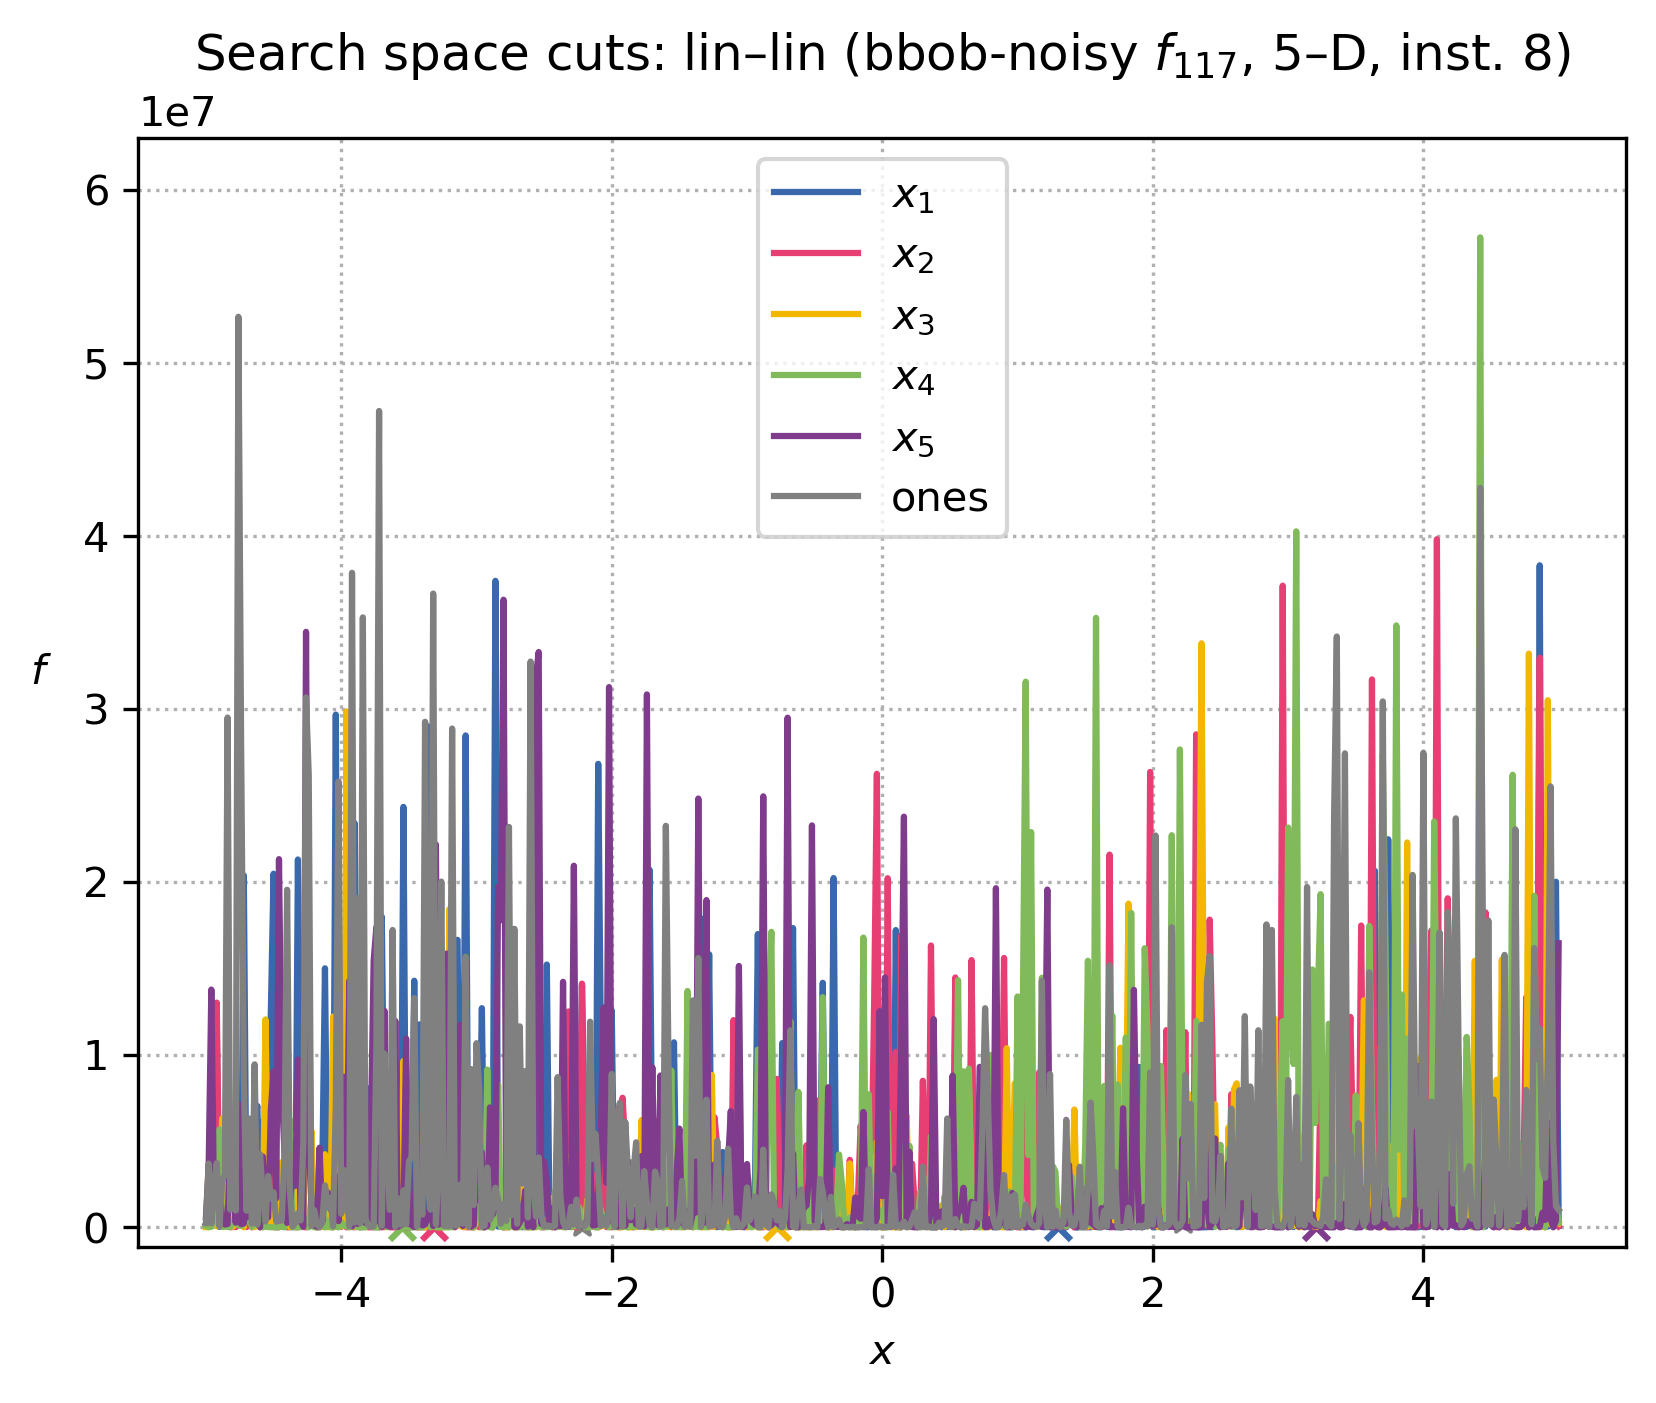 Search space cuts: lin–lin (bbob-noisy f₁₁₇, 5–D, inst. 8)
1e7
6
5
4
3
2
1
0
f
x₁
x₂
x₃
x₄
x₅
ones
−4 −2 0 2 4
x